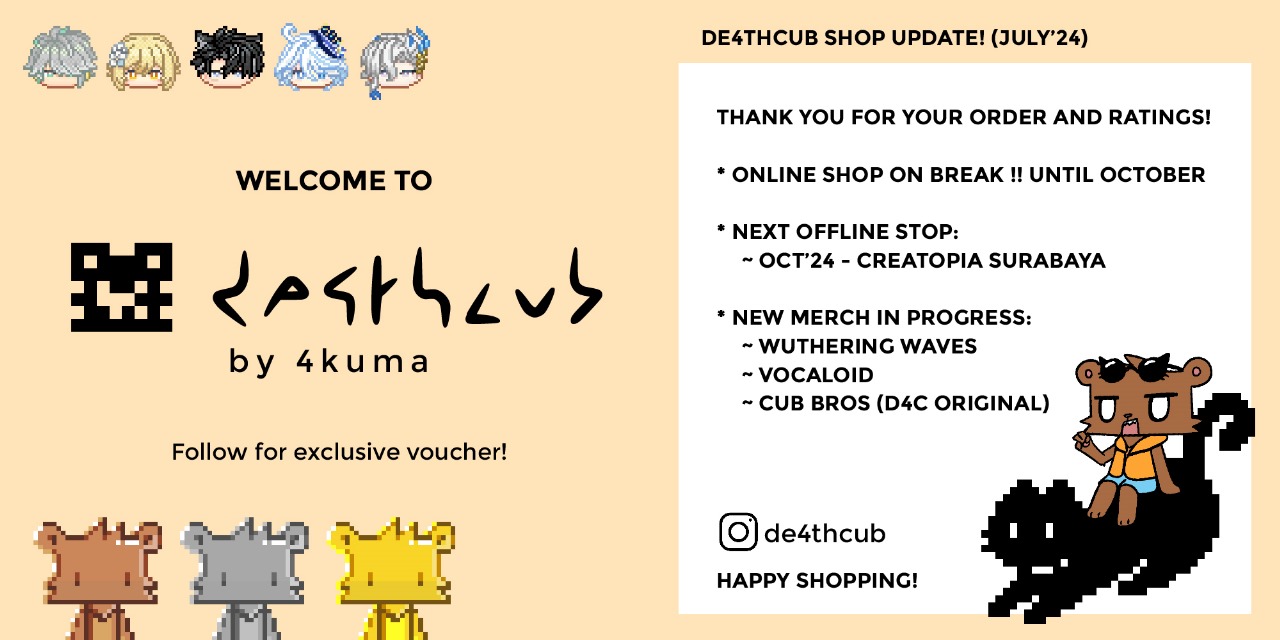 WELCOME TO
de4thcub
by 4kuma
Follow for exclusive voucher!
DE4THCUB SHOP UPDATE! (JULY’24)
THANK YOU FOR YOUR ORDER AND RATINGS!
* ONLINE SHOP ON BREAK !! UNTIL OCTOBER
* NEXT OFFLINE STOP:
~ OCT’24 - CREATOPIA SURABAYA
* NEW MERCH IN PROGRESS:
~ WUTHERING WAVES
~ VOCALOID
~ CUB BROS (D4C ORIGINAL)
de4thcub
HAPPY SHOPPING!